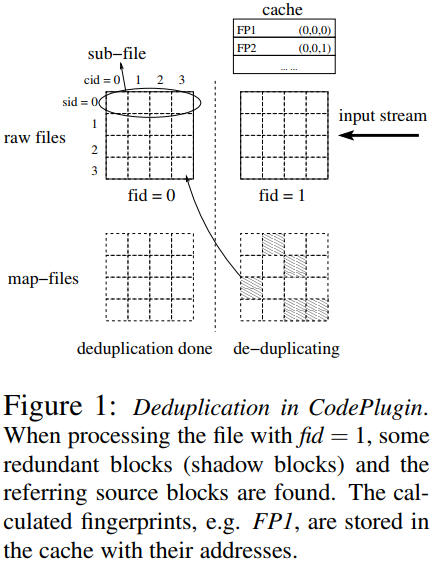 cache
FP1 (0,0,0)
FP2 (0,0,1)
... ...
sub−file
cid = 0 1 2 3
sid = 0
1
2
3
raw files
input stream
fid = 0
fid = 1
map−files
deduplication done
de−duplicating
Figure 1: Deduplication in CodePlugin.
When processing the file with fid = 1, some
redundant blocks (shadow blocks) and the
referring source blocks are found. The cal-
culated fingerprints, e.g. FP1, are stored in
the cache with their addresses.